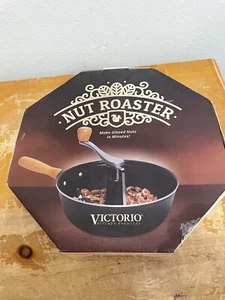 NUT ROASTER
Make Glazed Nuts
in Minutes!
VICTORIO
KITCHEN PRODUCTS